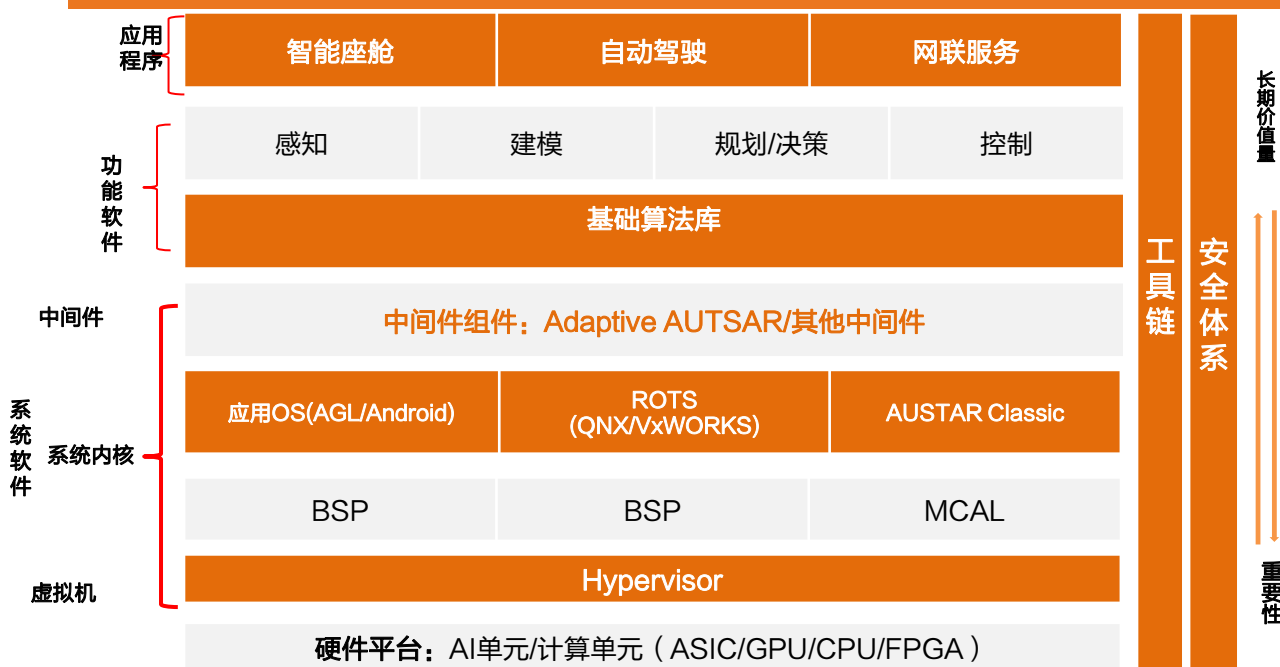 应用
程序
智能座舱
自动驾驶
网联服务
感知
建模
规划/决策
控制
功
能
软
件
基础算法库
中间件
中间件组件：Adaptive AUTSAR/其他中间件
应用OS(AGL/Android)
ROTS
(QNX/VxWORKS)
AUSTAR Classic
系
统
软
件
系统内核
BSP
BSP
MCAL
虚拟机
Hypervisor
硬件平台：AI单元/计算单元（ASIC/GPU/CPU/FPGA）
工
具
链
安
全
体
系
长
期
价
值
量
重
要
性